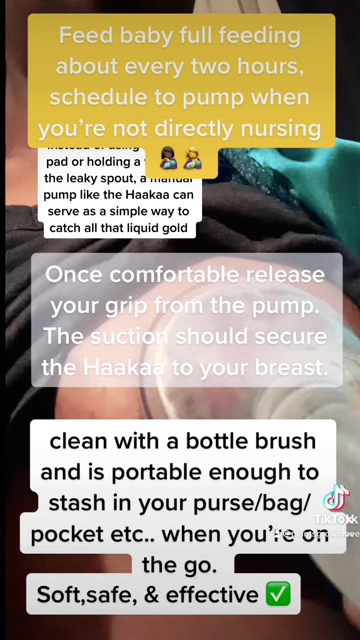 Feed baby full feeding
about every two hours,
schedule to pump when
you're not directly nursing
pad or holding a
the leaky spout, a manual
pump like the Haakaa can
serve as a simple way to
catch all that liquid gold
Once comfortable release
your grip from the pump.
The suction should secure
the Haakaa to your breast.
clean with a bottle brush
and is portable enough to
stash in your purse/bag/
pocket etc.. when you're on
the go.
Soft,safe, & effective ✅
TikTok